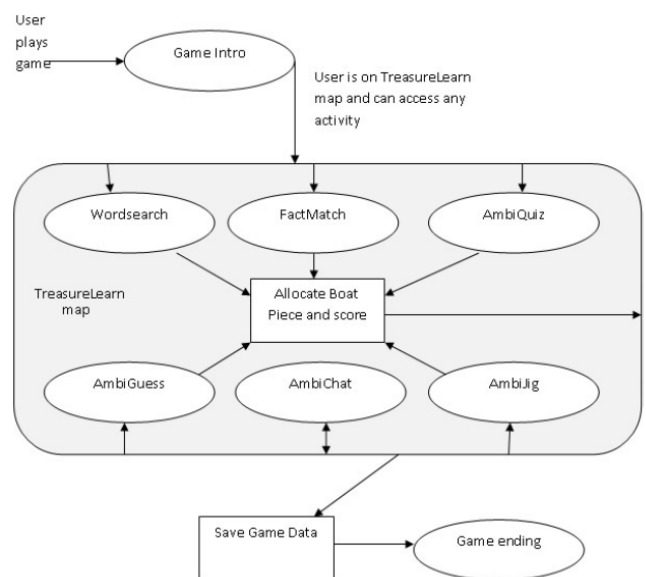 User
plays
game
Game Intro
User is on TreasureLearn
map and can access any
activity
Wordsearch
FactMatch
AmbiQuiz
TreasureLearn
map
Allocate Boat
Piece and score
AmbiGuess
AmbiChat
AmbiJig
Save Game Data
Game ending